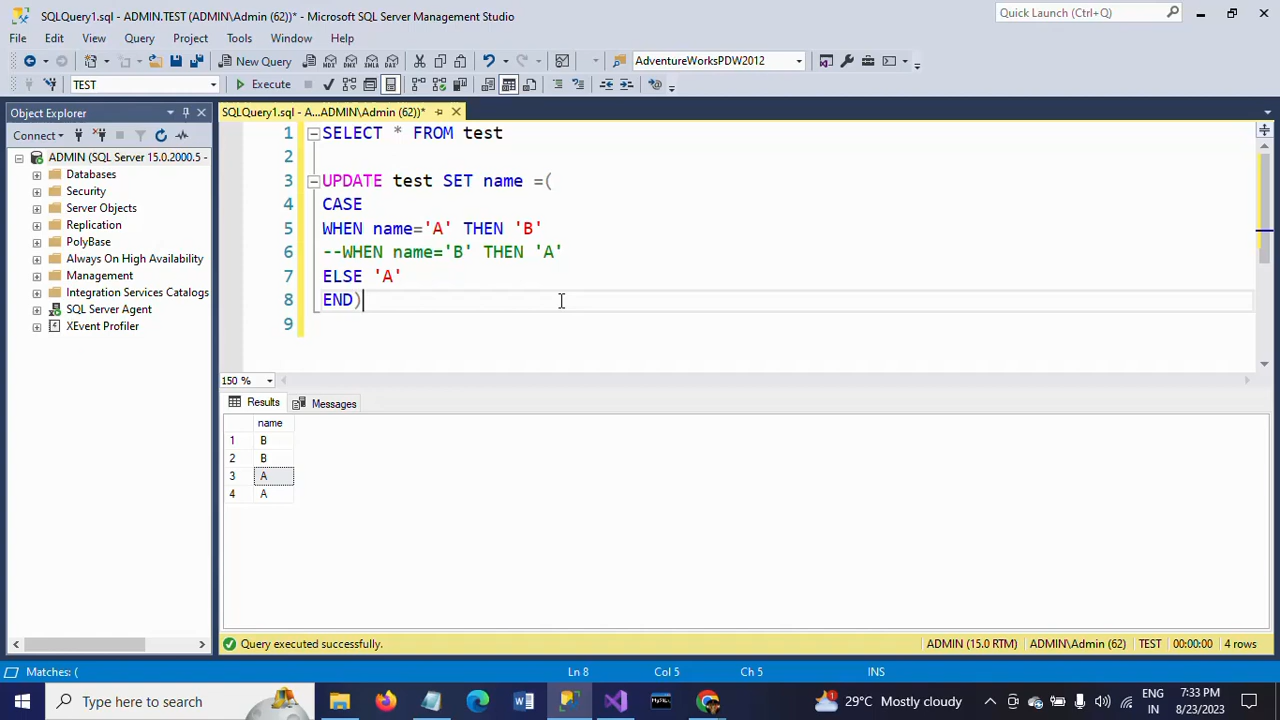 SQLQuery1.sql - ADMIN.TEST (ADMIN\Admin (62))* - Microsoft SQL Server Management Studio
Quick Launch (Ctrl+Q)
File Edit View Query Project Tools Window Help
New Query
AdventureWorksPDW2012
TEST
Execute
Object Explorer
SQLQuery1.sql - A...ADMIN\Admin (62))*
Connect
ADMIN (SQL Server 15.0.2000.5 -
Databases
Security
Server Objects
Replication
PolyBase
Always On High Availability
Management
Integration Services Catalogs
SQL Server Agent
XEvent Profiler
1 SELECT * FROM test
2
3 UPDATE test SET name =(
4 CASE
5 WHEN name='A' THEN 'B'
6 --WHEN name='B' THEN 'A'
7 ELSE 'A'
8 END)
9
150 %
Results Messages
name
1 B
2 B
3 A
4 A
Query executed successfully.
ADMIN (15.0 RTM) ADMIN\Admin (62) TEST 00:00:00 4 rows
Matches: (
Ln 8 Col 5 Ch 5 INS
Type here to search
29°C Mostly cloudy
ENG
IN
7:33 PM
8/23/2023